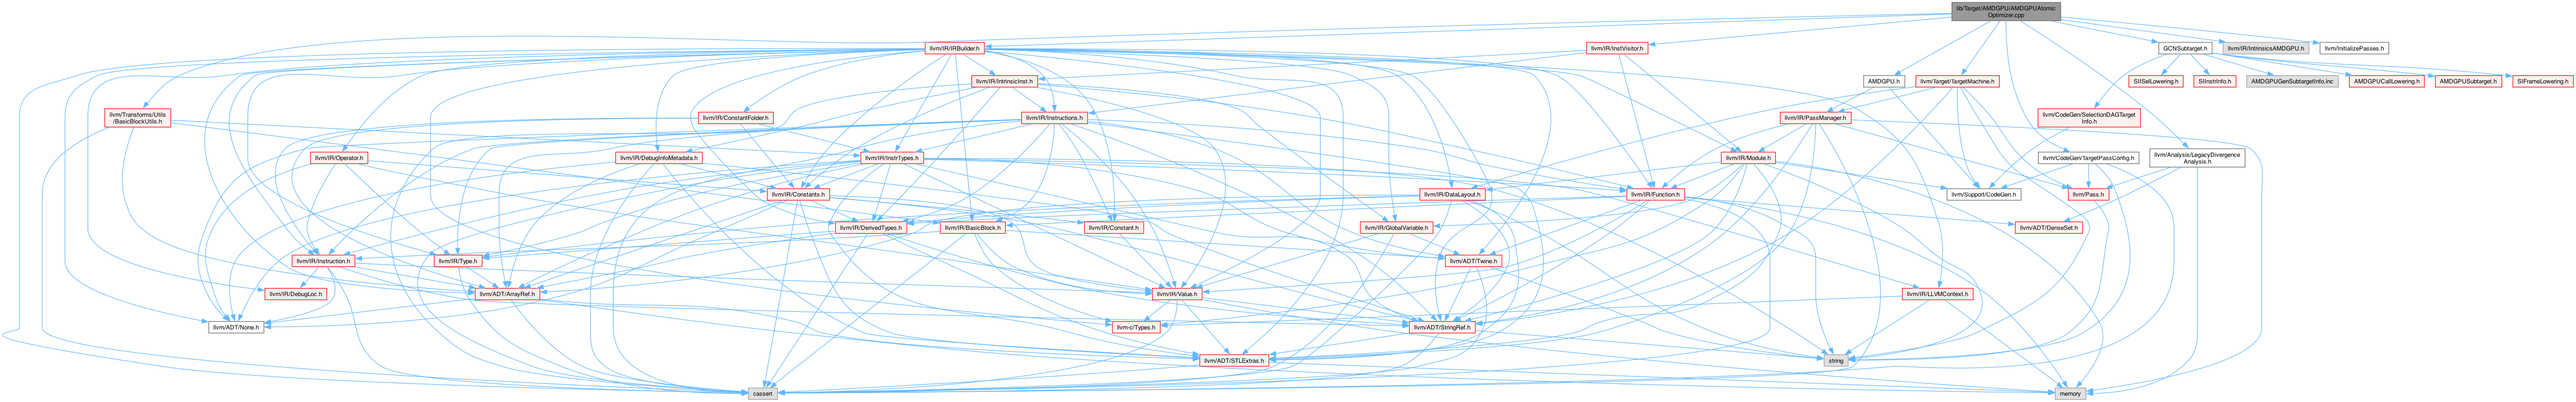 lib/Target/AMDGPU/AMDGPUAtomic
Optimizer.cpp
llvm/IR/IRBuilder.h
llvm/IR/InstVisitor.h
GCNSubtarget.h
llvm/IR/IntrinsicsAMDGPU.h
llvm/InitializePasses.h
llvm/IR/IntrinsicInst.h
AMDGPU.h
llvm/Target/TargetMachine.h
SIISelLowering.h
SIInstrInfo.h
AMDGPUGenSubtargetInfo.inc
AMDGPUCallLowering.h
AMDGPUSubtarget.h
SIFrameLowering.h
llvm/Transforms/Utils
/BasicBlockUtils.h
llvm/IR/ConstantFolder.h
llvm/IR/Instructions.h
llvm/IR/PassManager.h
llvm/CodeGen/SelectionDAGTarget
Info.h
llvm/IR/Operator.h
llvm/IR/DebugInfoMetadata.h
llvm/IR/InstrTypes.h
llvm/IR/Module.h
llvm/CodeGen/TargetPassConfig.h
llvm/Analysis/LegacyDivergence
Analysis.h
llvm/IR/Constants.h
llvm/IR/DataLayout.h
llvm/IR/Function.h
llvm/Support/CodeGen.h
llvm/Pass.h
llvm/IR/DerivedTypes.h
llvm/IR/BasicBlock.h
llvm/IR/Constant.h
llvm/IR/GlobalVariable.h
llvm/ADT/DenseSet.h
llvm/IR/Instruction.h
llvm/IR/Type.h
llvm/ADT/Twine.h
llvm/IR/DebugLoc.h
llvm/ADT/ArrayRef.h
llvm/IR/Value.h
llvm/IR/LLVMContext.h
llvm/ADT/None.h
llvm-c/Types.h
llvm/ADT/StringRef.h
llvm/ADT/STLExtras.h
string
cassert
memory